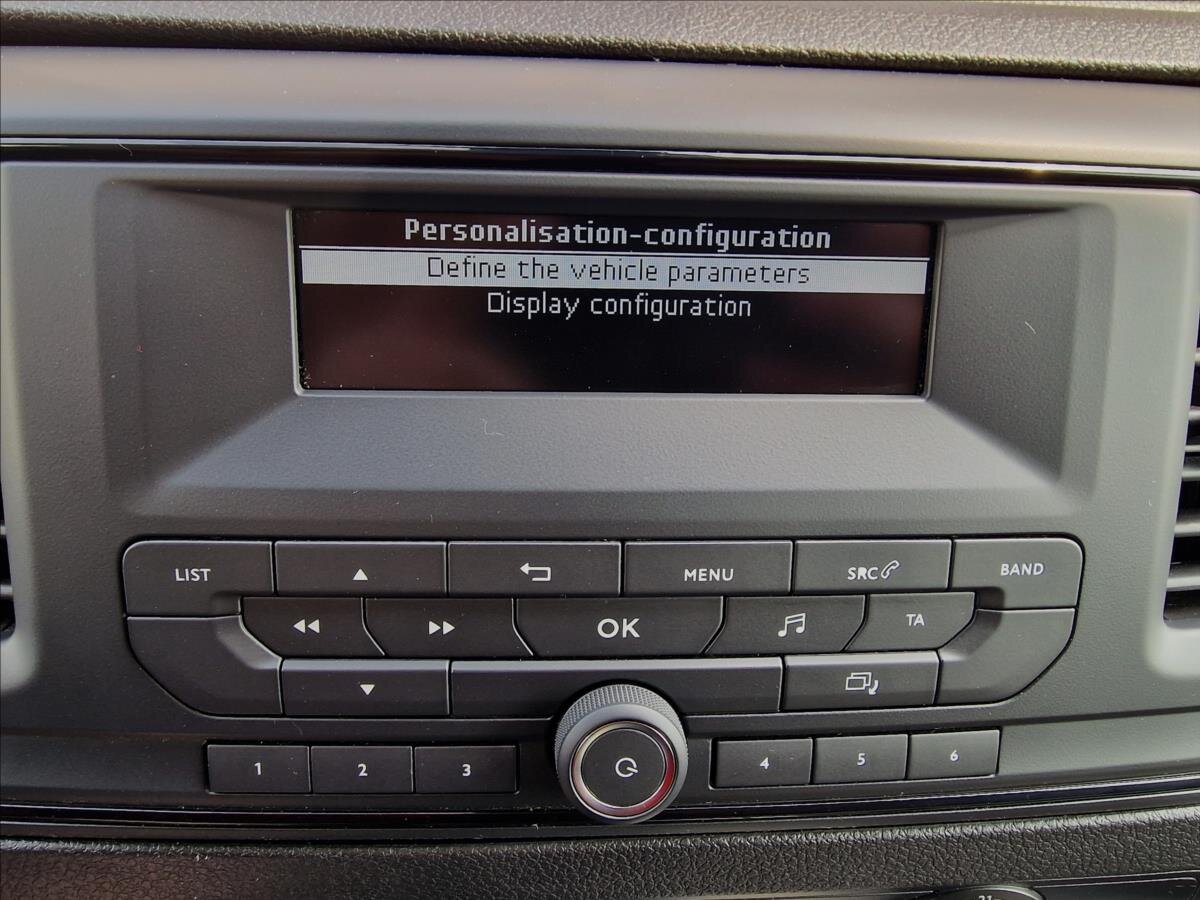 Personalisation-configuration
Define the vehicle parameters
Display configuration
LIST MENU SRC BAND
OK TA
1 2 3 4 5 6